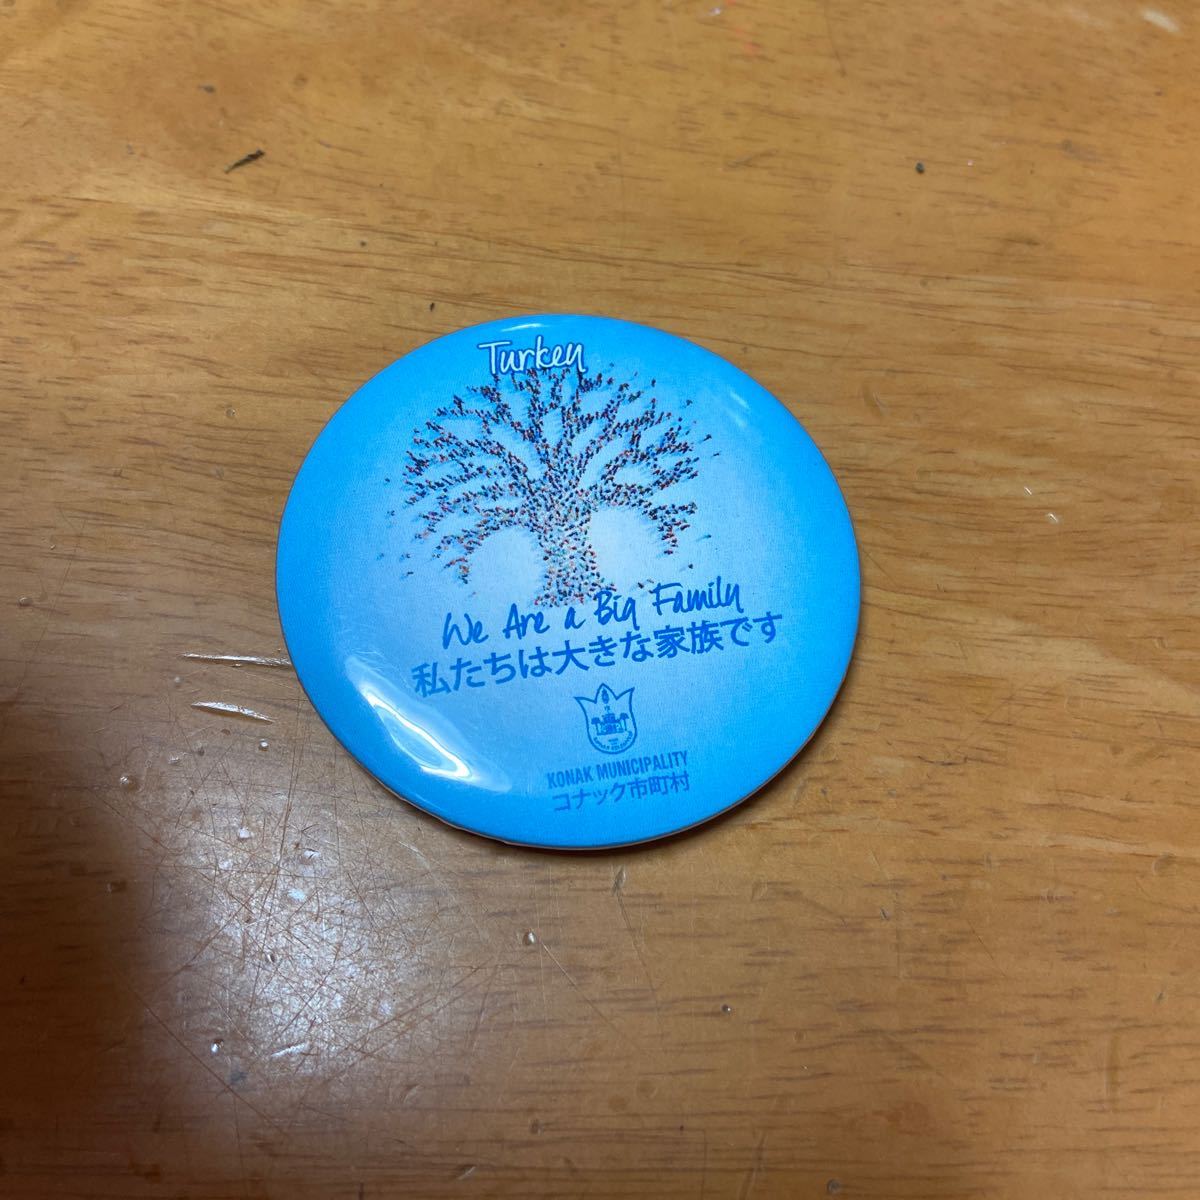 Turkey
We Are a Big Family
私たちは大きな家族です
KONAK MUNICIPALITY
コナック市町村